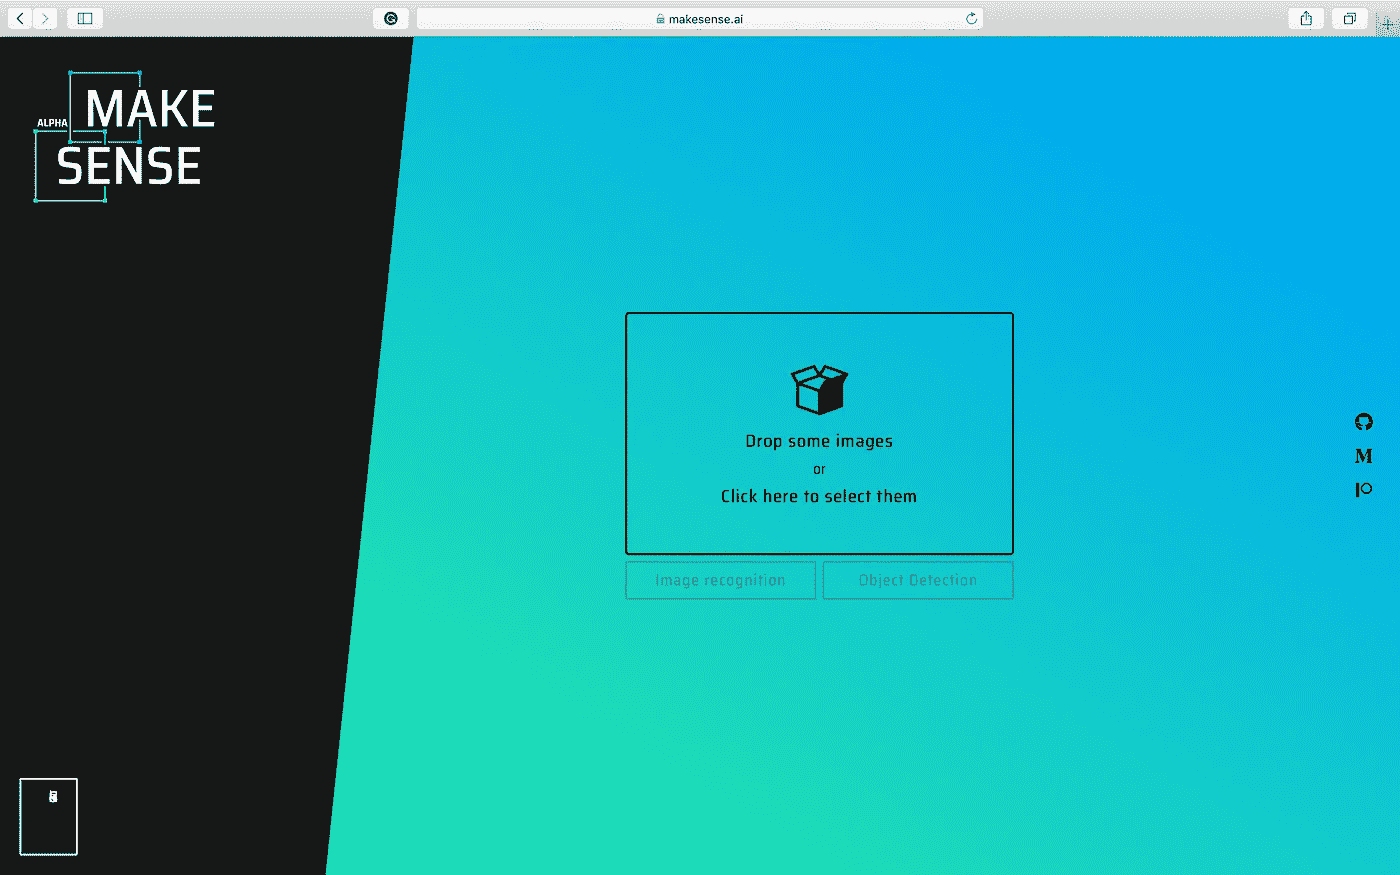 makesense.ai
ALPHA
MAKE
SENSE
Drop some images
or
Click here to select them
Image recognition
Object Detection